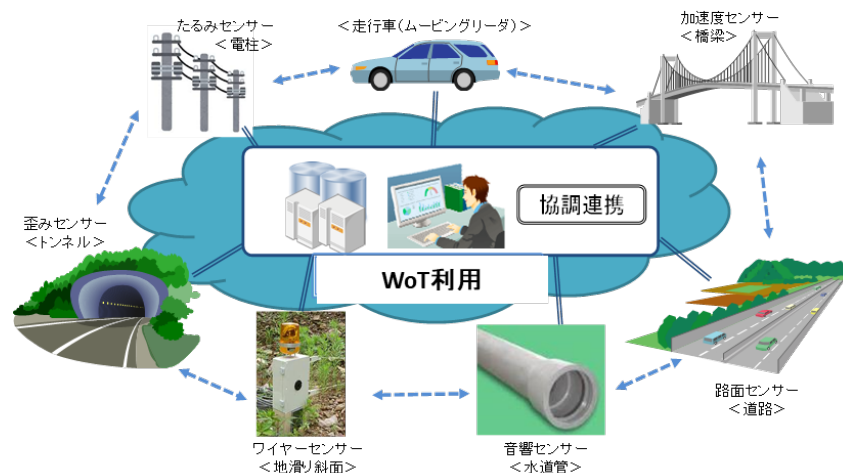 たるみセンサー
＜電柱＞
＜走行車（ムービングリーダ）＞
加速度センサー
＜橋梁＞
歪みセンサー
＜トンネル＞
協調連携
WoT利用
路面センサー
＜道路＞
ワイヤーセンサー
＜地滑り斜面＞
音響センサー
＜水道管＞